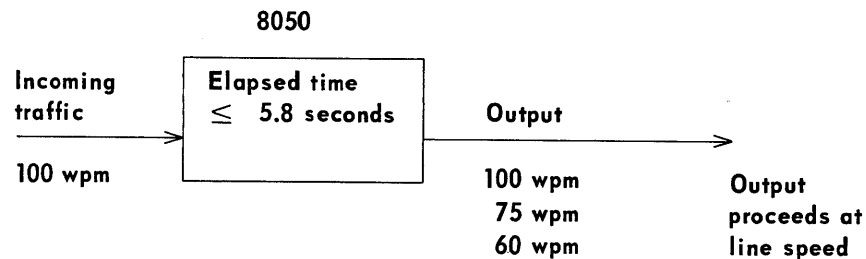 8050
Incoming
traffic
100 wpm
Elapsed time
≤ 5.8 seconds
Output
100 wpm
75 wpm
60 wpm
Output
proceeds at
line speed